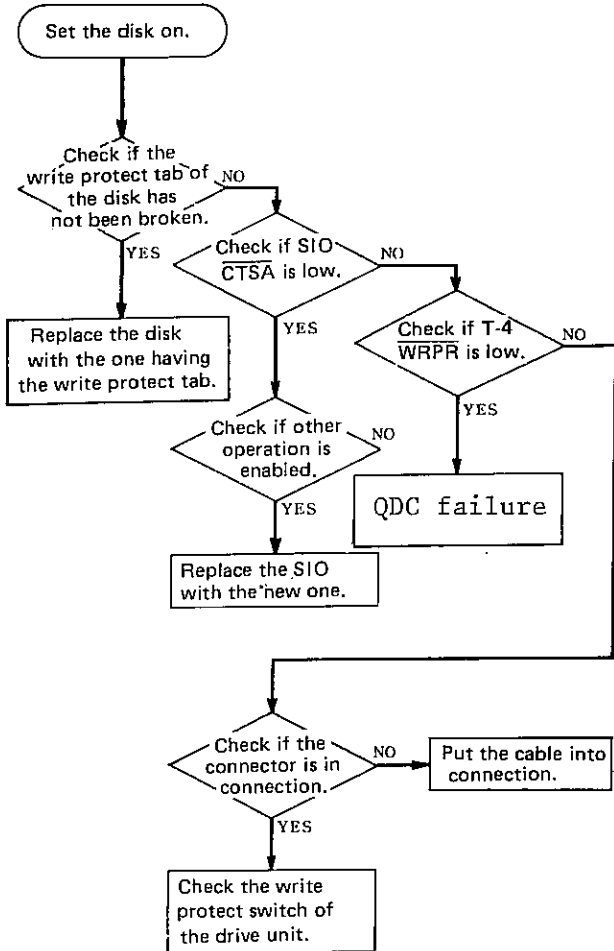 Set the disk on.
Check if the
write protect tab of
the disk has
not been broken.
NO
YES
Replace the disk
with the one having
the write protect tab.
Check if SIO
CTSA is low.
NO
YES
Check if T-4
WRPR is low.
NO
YES
QDC failure
Check if other
operation is
enabled.
NO
YES
Replace the SIO
with the new one.
Check if the
connector is in
connection.
NO
Put the cable into
connection.
YES
Check the write
protect switch of
the drive unit.